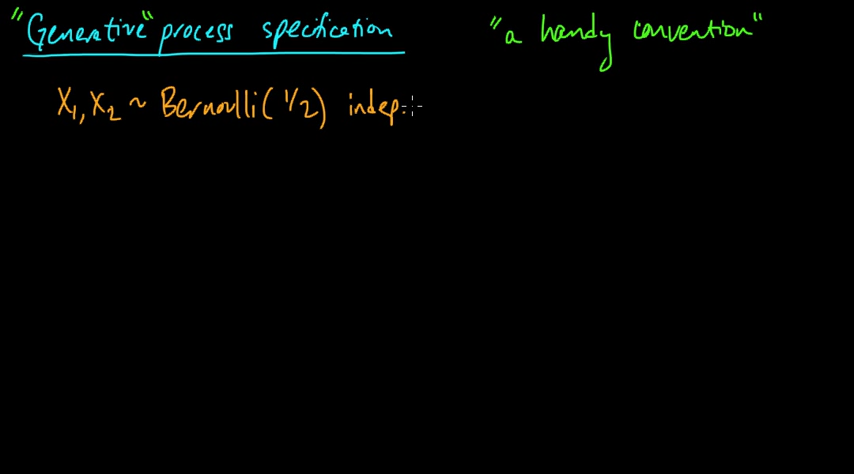 "Generative" process specification
"a handy convention"
X₁, X₂ ~ Bernoulli(1/2) indep.